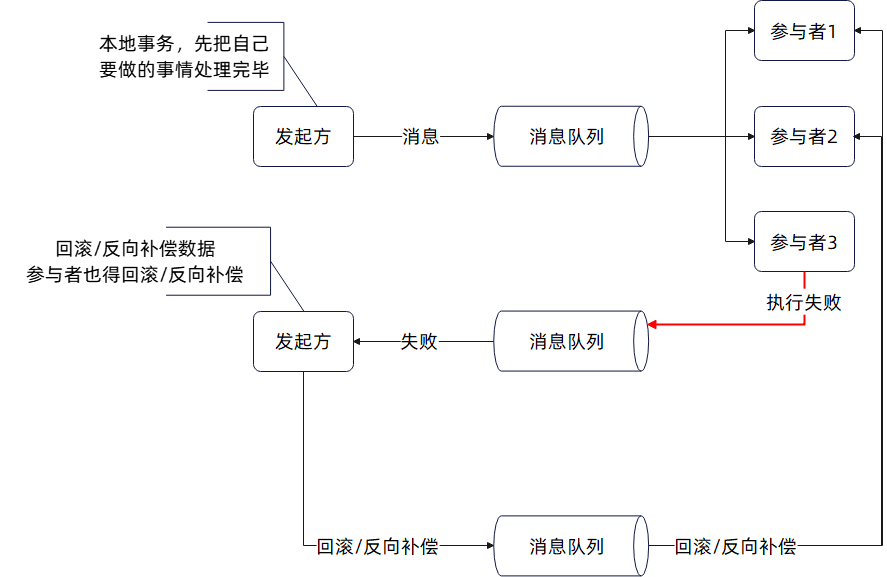 本地事务，先把自己
要做的事情处理完毕
参与者1
发起方
消息
消息队列
参与者2
参与者3
回滚/反向补偿数据
参与者也得回滚/反向补偿
执行失败
发起方
失败
消息队列
回滚/反向补偿
消息队列
回滚/反向补偿